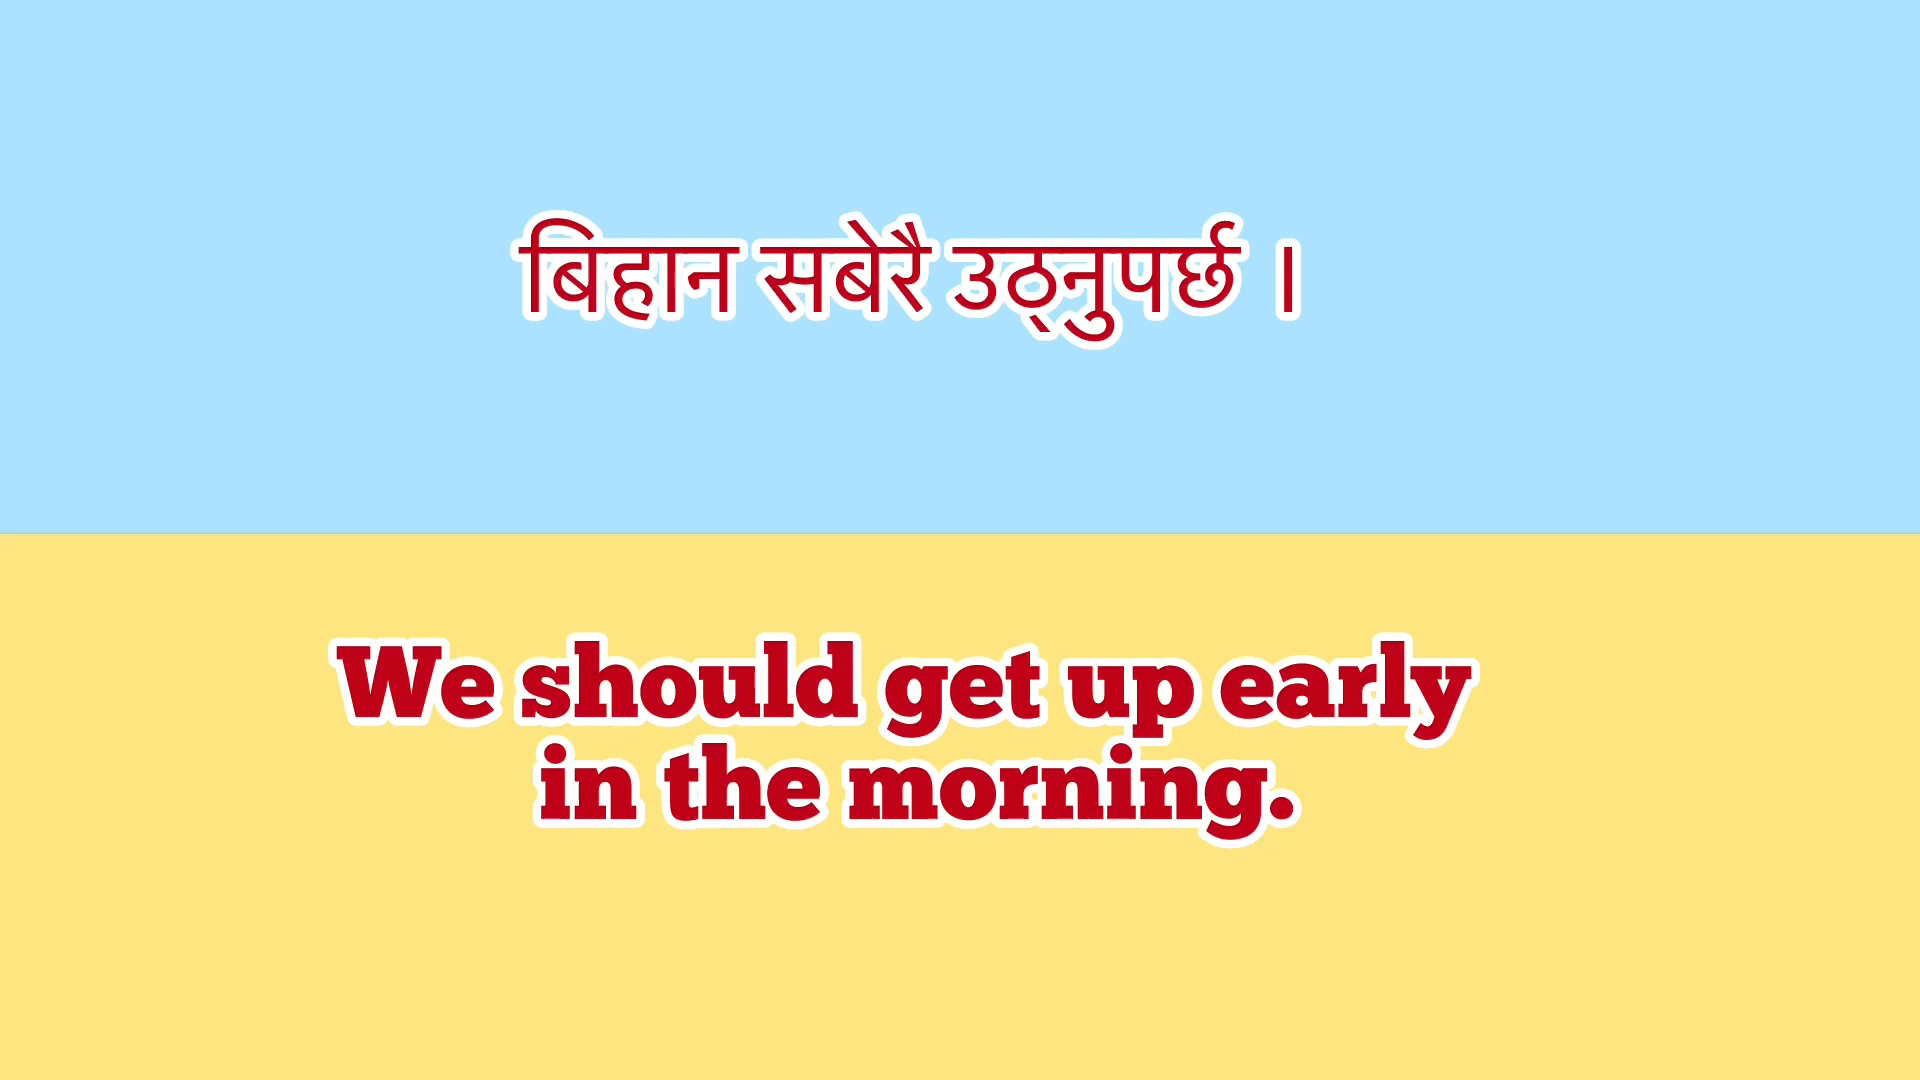 बिहान सबेरै उठ्नुपर्छ ।
We should get up early
in the morning.